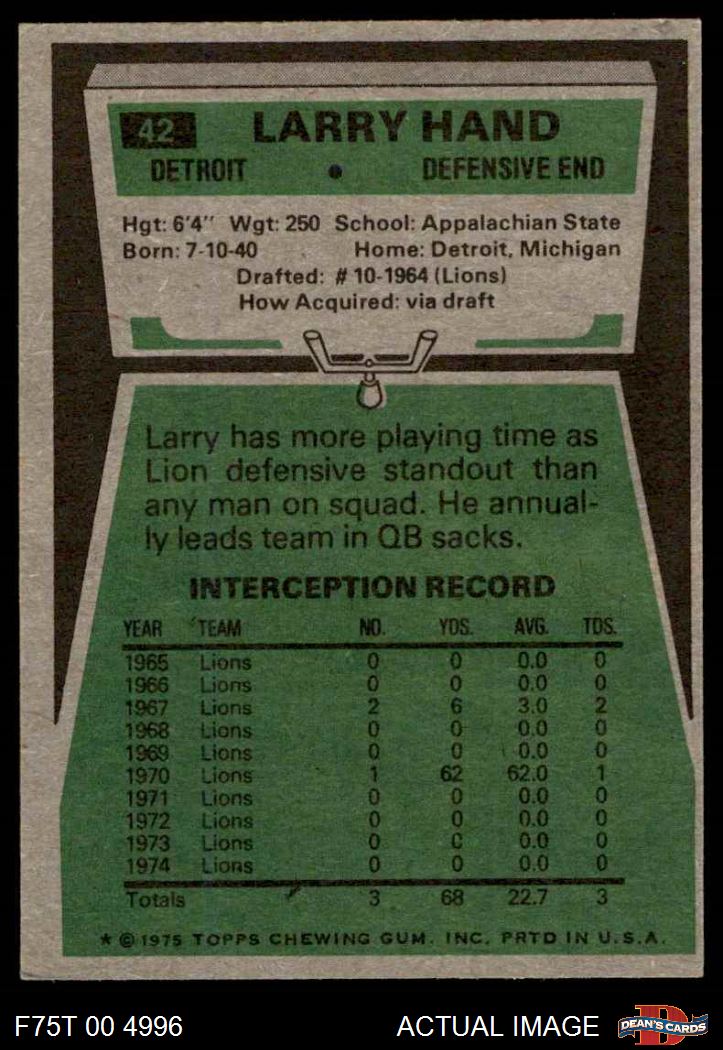 42 LARRY HAND
DETROIT • DEFENSIVE END
Hgt: 6'4" Wgt: 250 School: Appalachian State
Born: 7-10-40 Home: Detroit, Michigan
Drafted: # 10-1964 (Lions)
How Acquired: via draft
Larry has more playing time as
Lion defensive standout than
any man on squad. He annual-
ly leads team in QB sacks.
INTERCEPTION RECORD
YEAR TEAM NO. YDS. AVG. TDS.
1965 Lions 0 0 0.0 0
1966 Lions 0 0 0.0 0
1967 Lions 2 6 3.0 2
1968 Lions 0 0 0.0 0
1969 Lions 0 0 0.0 0
1970 Lions 1 62 62.0 1
1971 Lions 0 0 0.0 0
1972 Lions 0 0 0.0 0
1973 Lions 0 0 0.0 0
1974 Lions 0 0 0.0 0
Totals 3 68 22.7 3
* © 1975 TOPPS CHEWING GUM, INC. PRTD IN U.S.A.
F75T 00 4996 ACTUAL IMAGE D DEAN'S CARDS